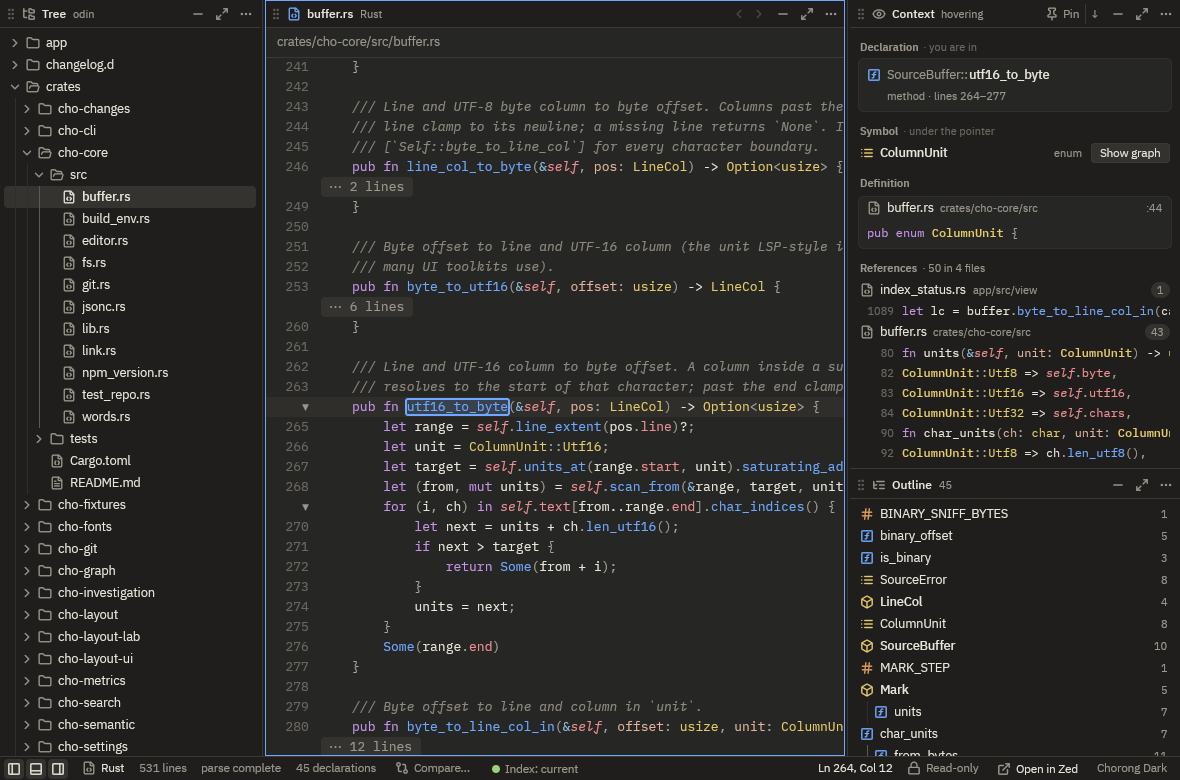 Tree odin
app
changelog.d
crates
cho-changes
cho-cli
cho-core
src
buffer.rs
build_env.rs
editor.rs
fs.rs
git.rs
jsonc.rs
lib.rs
link.rs
npm_version.rs
test_repo.rs
words.rs
tests
Cargo.toml
README.md
cho-fixtures
cho-fonts
cho-git
cho-graph
cho-investigation
cho-layout
cho-layout-lab
cho-layout-ui
cho-metrics
cho-search
cho-semantic
cho-settings
buffer.rs Rust
crates/cho-core/src/buffer.rs
241 }
242
243 /// Line and UTF-8 byte column to byte offset. Columns past the
244 /// line clamp to its newline; a missing line returns `None`. I
245 /// [`Self::byte_to_line_col`] for every character boundary.
246 pub fn line_col_to_byte(&self, pos: LineCol) -> Option<usize> {
··· 2 lines
249 }
250
251 /// Byte offset to line and UTF-16 column (the unit LSP-style i
252 /// many UI toolkits use).
253 pub fn byte_to_utf16(&self, offset: usize) -> LineCol {
··· 6 lines
260 }
261
262 /// Line and UTF-16 column to byte offset. A column inside a su
263 /// resolves to the start of that character; past the end clamp
pub fn utf16_to_byte(&self, pos: LineCol) -> Option<usize> {
265 let range = self.line_extent(pos.line)?;
266 let unit = ColumnUnit::Utf16;
267 let target = self.units_at(range.start, unit).saturating_ad
268 let (from, mut units) = self.scan_from(&range, target, unit
for (i, ch) in self.text[from..range.end].char_indices() {
270 let next = units + ch.len_utf16();
271 if next > target {
272 return Some(from + i);
273 }
274 units = next;
275 }
276 Some(range.end)
277 }
278
279 /// Byte offset to line and column in `unit`.
280 pub fn byte_to_line_col_in(&self, offset: usize, unit: ColumnUn
··· 12 lines
Context hovering Pin
Declaration · you are in
SourceBuffer::utf16_to_byte
method · lines 264–277
Symbol · under the pointer
ColumnUnit enum Show graph
Definition
buffer.rs crates/cho-core/src :44
pub enum ColumnUnit {
References · 50 in 4 files
index_status.rs app/src/view 1
1089 let lc = buffer.byte_to_line_col_in(ca
buffer.rs crates/cho-core/src 43
80 fn units(&self, unit: ColumnUnit) ->
82 ColumnUnit::Utf8 => self.byte,
83 ColumnUnit::Utf16 => self.utf16,
84 ColumnUnit::Utf32 => self.chars,
90 fn char_units(ch: char, unit: ColumnUn
92 ColumnUnit::Utf8 => ch.len_utf8(),
Outline 45
BINARY_SNIFF_BYTES 1
binary_offset 5
is_binary 3
SourceError 8
LineCol 4
ColumnUnit 8
SourceBuffer 10
MARK_STEP 1
Mark 5
units 7
char_units 7
from_bytes 8
Rust 531 lines parse complete 45 declarations Compare... Index: current Ln 264, Col 12 Read-only Open in Zed Chorong Dark